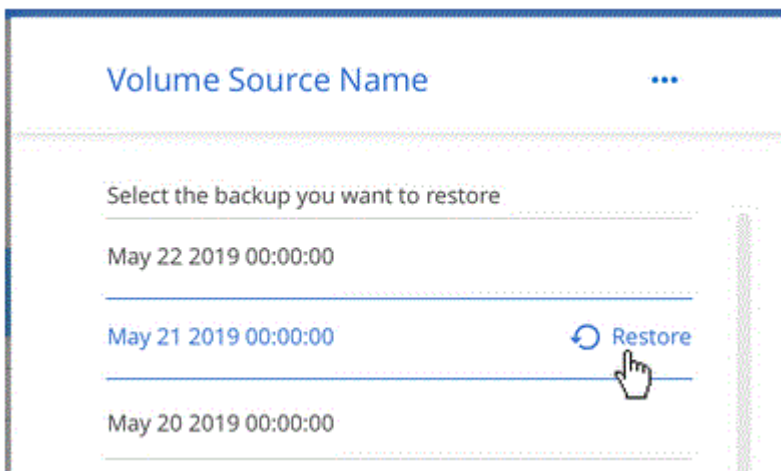 Volume Source Name
Select the backup you want to restore
May 22 2019 00:00:00
May 21 2019 00:00:00 Restore
May 20 2019 00:00:00